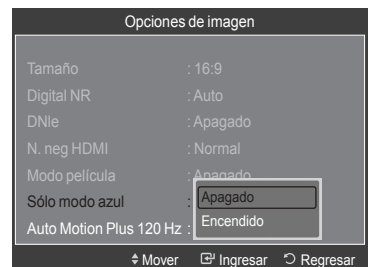 Opciones de imagen
Tamaño : 16:9
Digital NR : Auto
DNIe : Apagado
N. neg HDMI : Normal
Modo película : Apagado
Sólo modo azul : Apagado
Auto Motion Plus 120 Hz : Encendido
Mover Ingresar Regresar